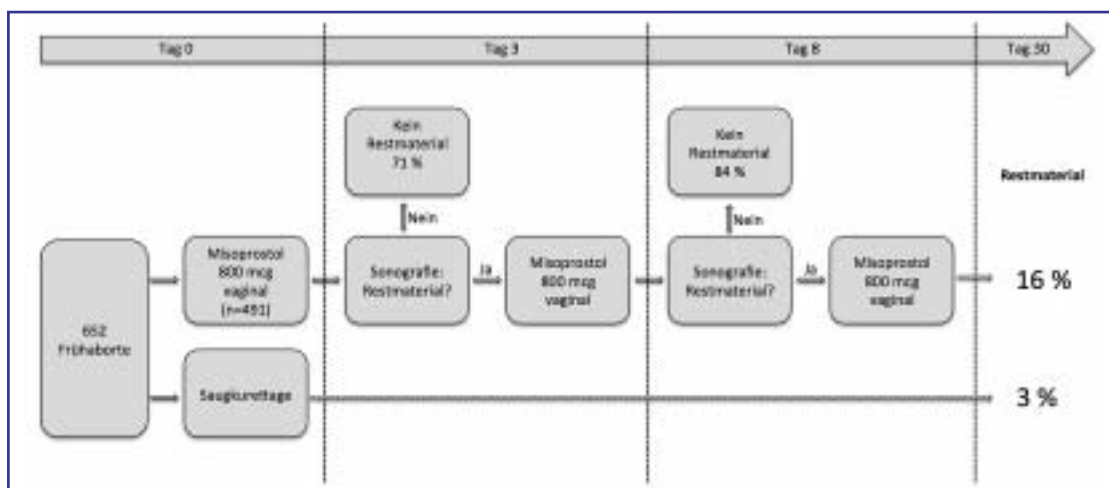 Tag 0
Tag 3
Tag 8
Tag 30
Kein
Restmaterial
71 %
Kein
Restmaterial
84 %
Restmaterial
Nein
Nein
652
Frühaborte
Misoprostol
800 mcg
vaginal
(n=491)
Sonografie:
Restmaterial?
Ja
Misoprostol
800 mcg
vaginal
Sonografie:
Restmaterial?
Ja
Misoprostol
800 mcg
vaginal
16 %
Saugkurettage
3 %